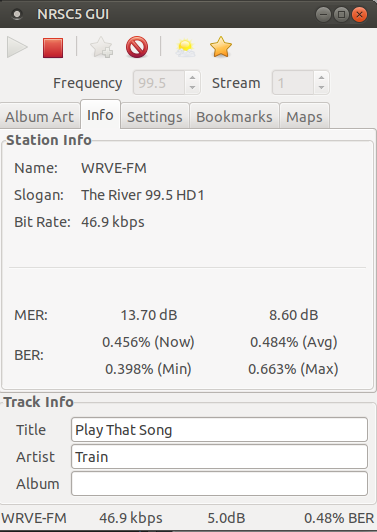 NRSC5 GUI
Frequency 99.5 Stream 1
Album Art Info Settings Bookmarks Maps
Station Info
Name: WRVE-FM
Slogan: The River 99.5 HD1
Bit Rate: 46.9 kbps
MER: 13.70 dB 8.60 dB
0.456% (Now) 0.484% (Avg)
BER:
0.398% (Min) 0.663% (Max)
Track Info
Title Play That Song
Artist Train
Album
WRVE-FM 46.9 kbps 5.0dB 0.48% BER